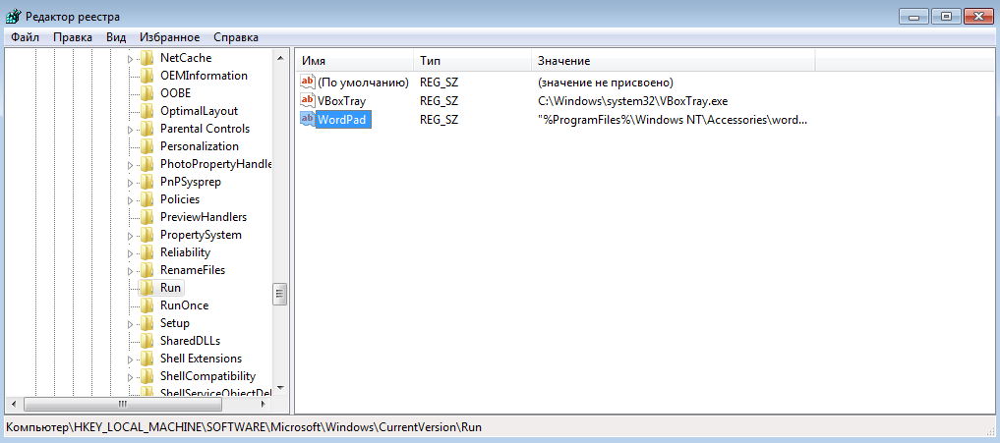 Редактор реестра
Файл Правка Вид Избранное Справка
NetCache
OEMInformation
OOBE
OptimalLayout
Parental Controls
Personalization
PhotoPropertyHandle
PnPSysprep
Policies
PreviewHandlers
PropertySystem
Reliability
RenameFiles
Run
RunOnce
Setup
SharedDLLs
Shell Extensions
ShellCompatibility
ShellServiceObjectDel
Имя Тип Значение
ab (По умолчанию) REG_SZ (значение не присвоено)
ab VBoxTray REG_SZ C:\Windows\system32\VBoxTray.exe
ab WordPad REG_SZ "%ProgramFiles%\Windows NT\Accessories\word...
Компьютер\HKEY_LOCAL_MACHINE\SOFTWARE\Microsoft\Windows\CurrentVersion\Run